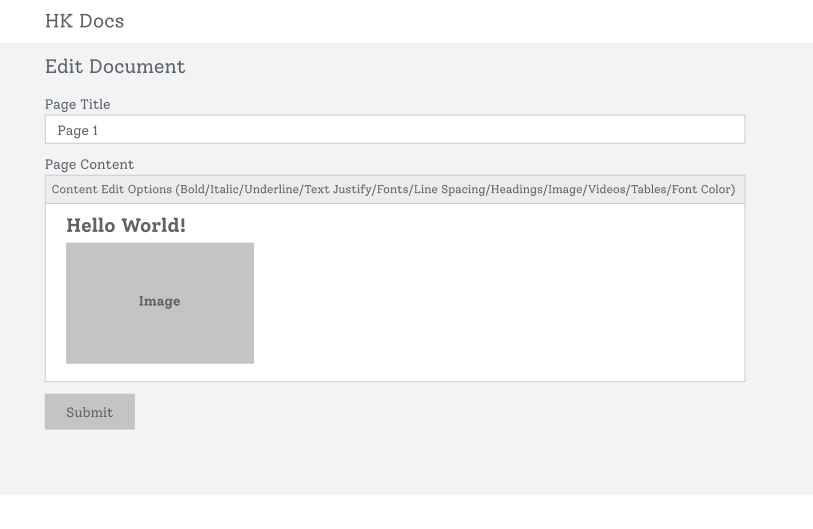 HK Docs
Edit Document
Page Title
Page 1
Page Content
Content Edit Options (Bold/Italic/Underline/Text Justify/Fonts/Line Spacing/Headings/Image/Videos/Tables/Font Color)
Hello World!
Image
Submit